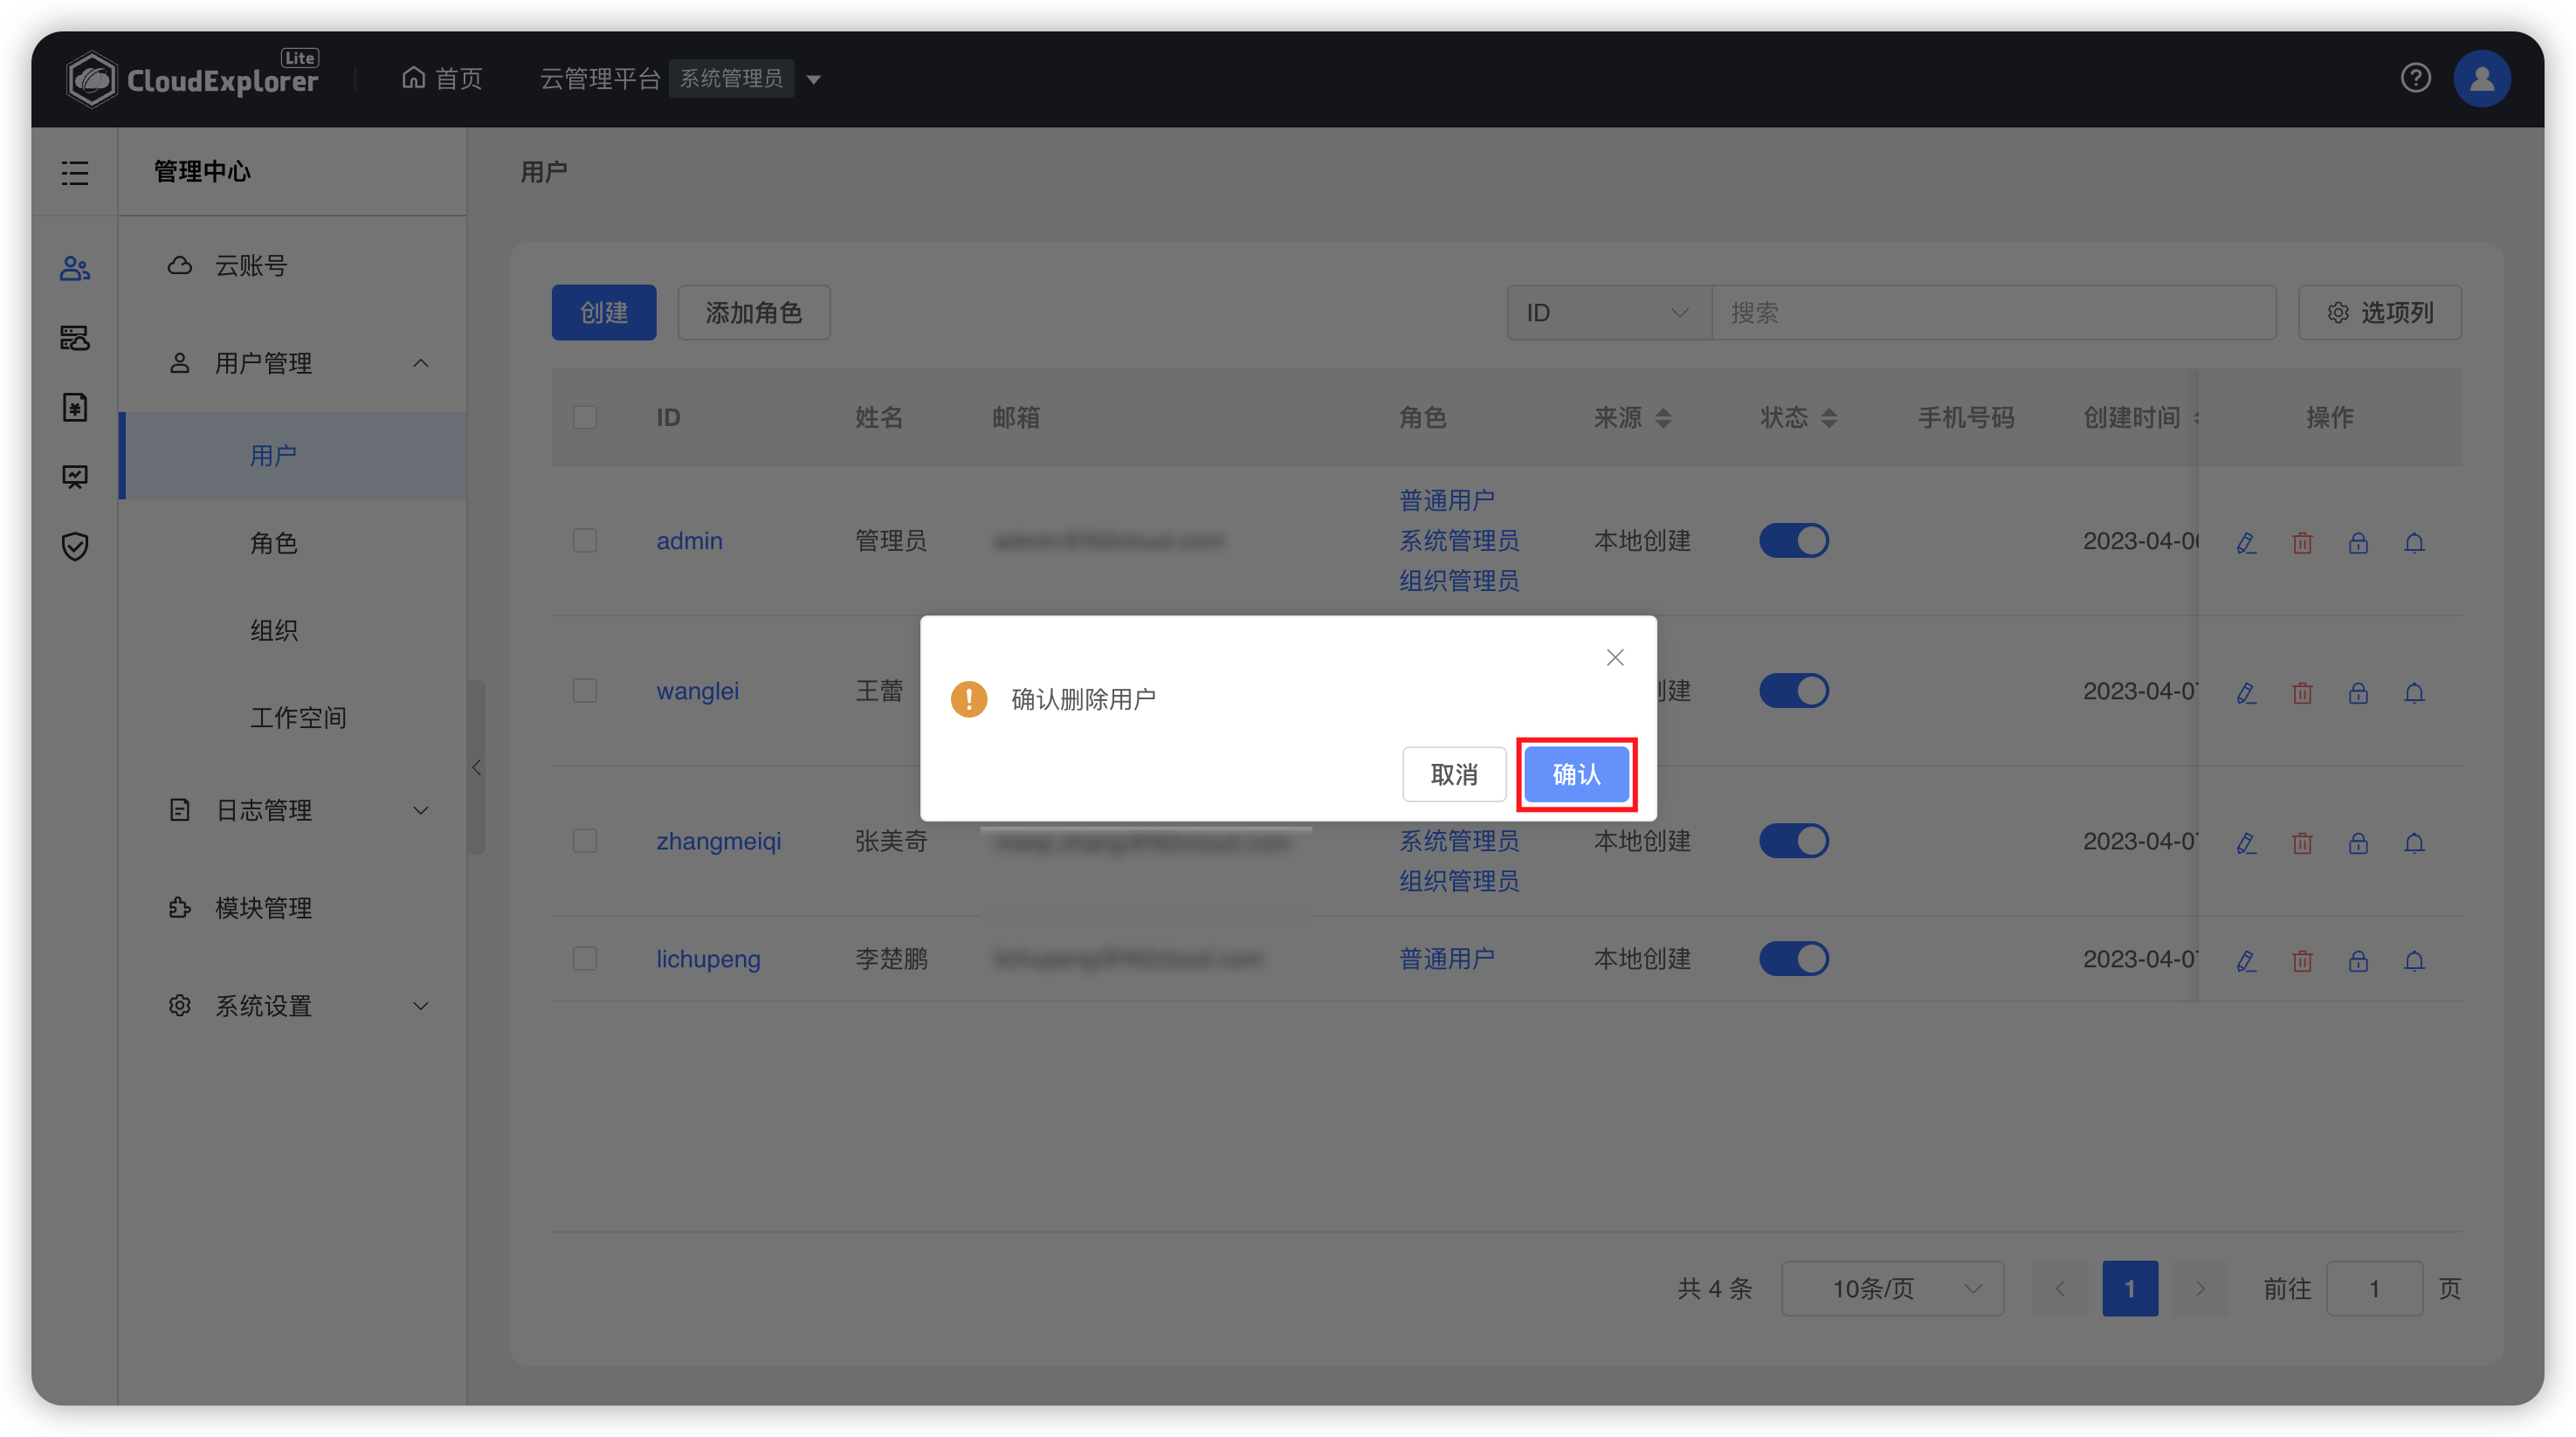 CloudExplorer Lite
首页
云管理平台 系统管理员
管理中心
云账号
用户管理
用户
角色
组织
工作空间
日志管理
模块管理
系统设置
用户
创建 添加角色 ID 搜索 选项列
ID 姓名 邮箱 角色 来源 状态 手机号码 创建时间 操作
普通用户
admin 管理员 系统管理员 本地创建 2023-04-06
组织管理员
wanglei 王蕾 创建 2023-04-07
确认删除用户
取消 确认
zhangmeiqi 张美奇 系统管理员 本地创建 2023-04-07
组织管理员
lichupeng 李楚鹏 普通用户 本地创建 2023-04-07
共 4 条 10条/页 1 前往 1 页